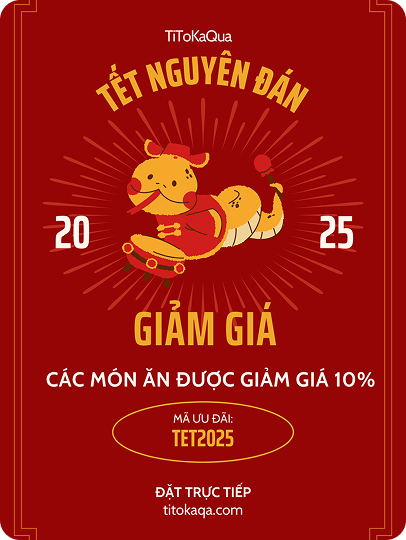 TiToKaQua
TẾT NGUYÊN ĐÁN
20 25
GIẢM GIÁ
CÁC MÓN ĂN ĐƯỢC GIẢM GIÁ 10%
MÃ ƯU ĐÃI:
TET2025
ĐẶT TRỰC TIẾP
titokaqa.com